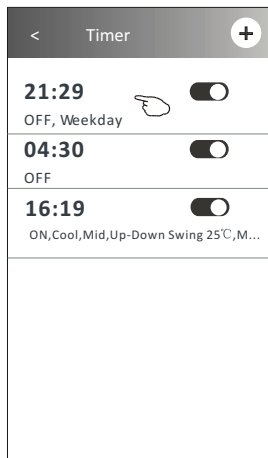 < Timer +
21:29
OFF, Weekday
04:30
OFF
16:19
ON,Cool,Mid,Up-Down Swing 25℃,M...